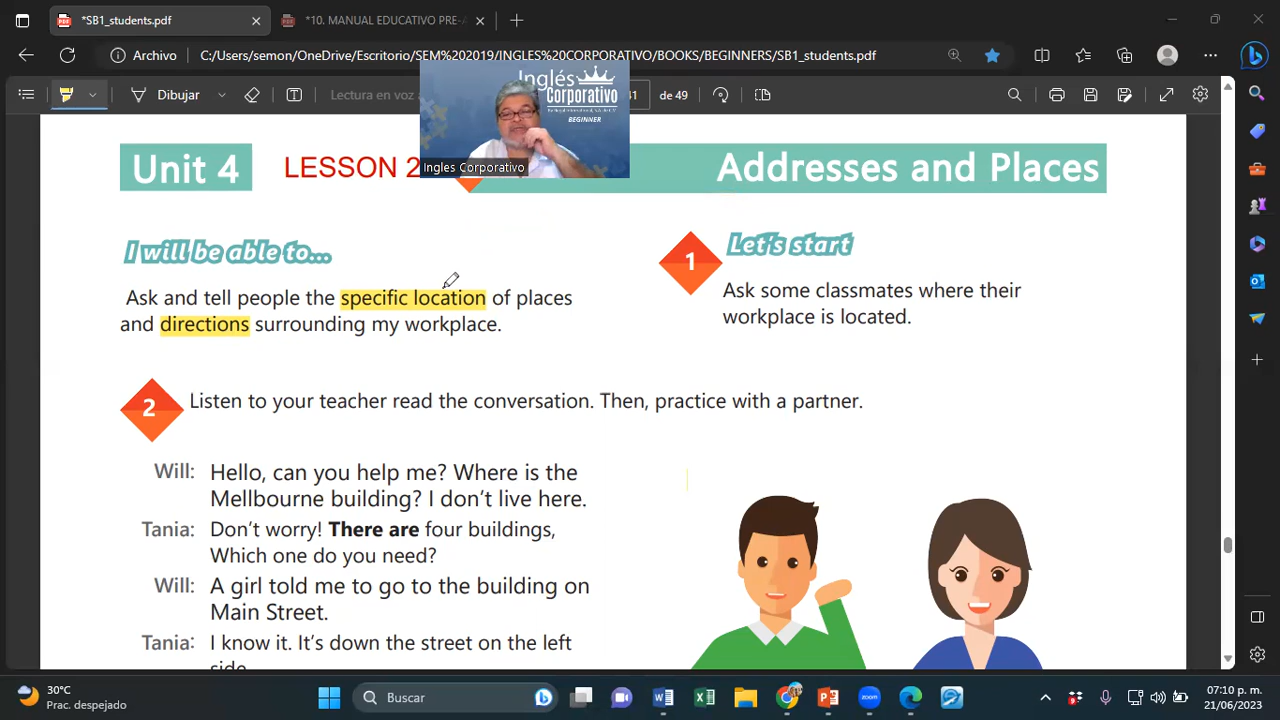 *SB1_students.pdf
*10. MANUAL EDUCATIVO PRE-A
Archivo
C:/Users/semon/OneDrive/Escritorio/SEM%202019/INGLES%20CORPORATIVO/BOOKS/BEGINNERS/SB1_students.pdf
Dibujar
Lectura en voz a
41
de 49
Inglés
Corporativo
BEGINNER
Ingles Corporativo
Unit 4
LESSON 2
Addresses and Places
I will be able to...
Ask and tell people the specific location of places
and directions surrounding my workplace.
1
Let's start
Ask some classmates where their
workplace is located.
2
Listen to your teacher read the conversation. Then, practice with a partner.
Will: Hello, can you help me? Where is the
Mellbourne building? I don't live here.
Tania: Don't worry! There are four buildings,
Which one do you need?
Will: A girl told me to go to the building on
Main Street.
Tania: I know it. It's down the street on the left
side.
30°C
Prac. despejado
Buscar
07:10 p. m.
21/06/2023